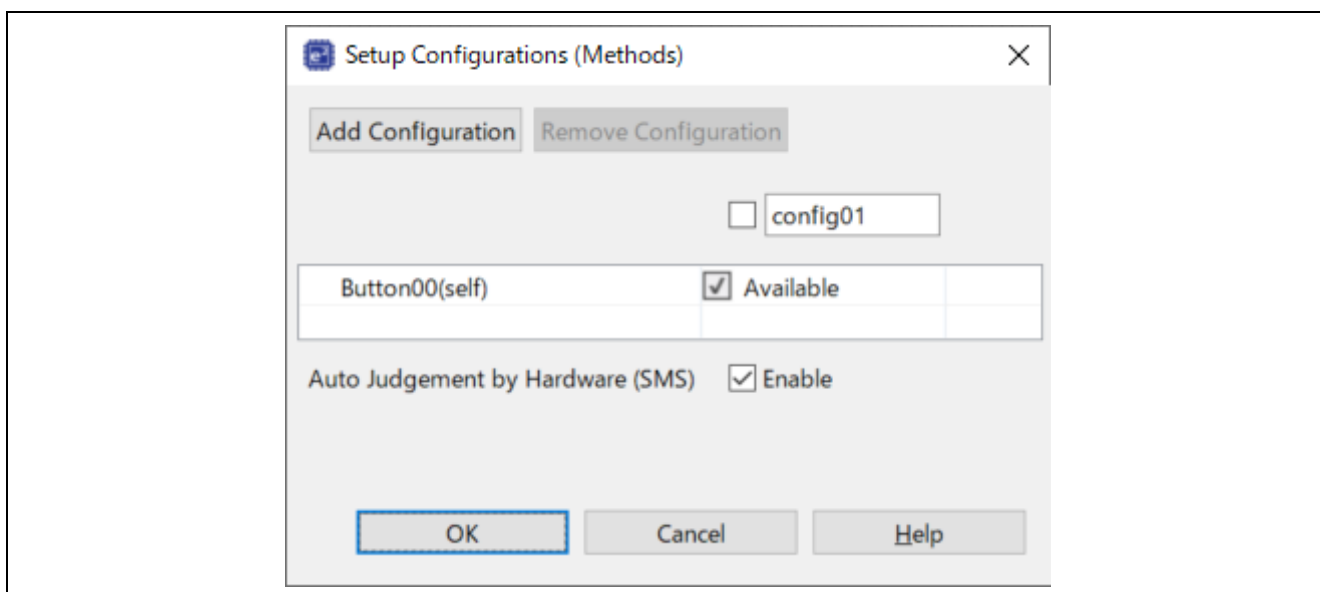 Setup Configurations (Methods)
Add Configuration Remove Configuration
config01
Button00(self) Available
Auto Judgement by Hardware (SMS) Enable
OK Cancel Help